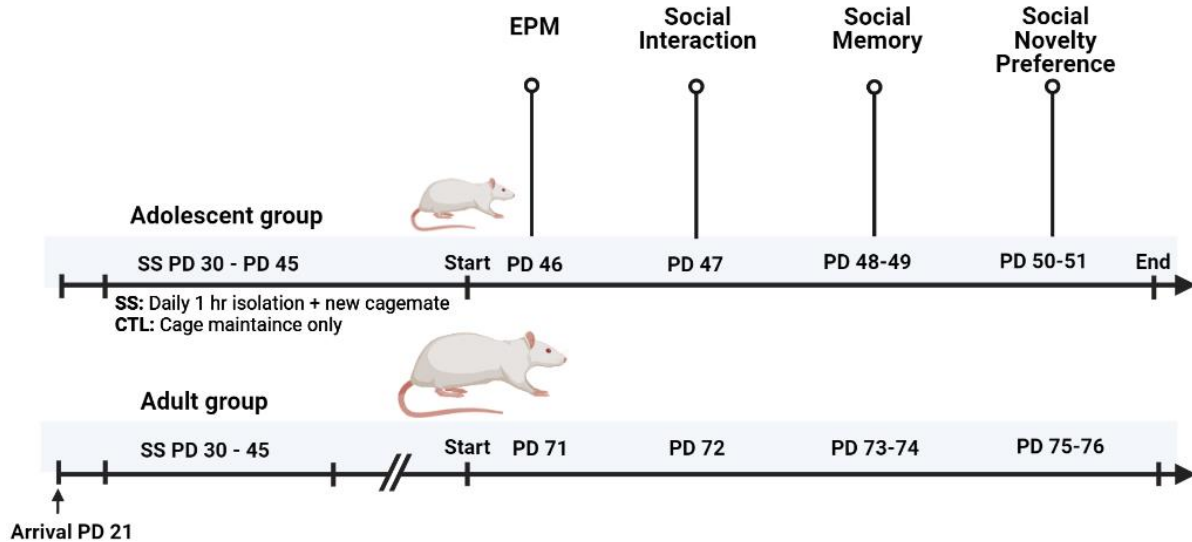 EPM
Social
Interaction
Social
Memory
Social
Novelty
Preference
Adolescent group
SS PD 30 - PD 45
Start
PD 46
PD 47
PD 48-49
PD 50-51
End
SS: Daily 1 hr isolation + new cagemate
CTL: Cage maintaince only
Adult group
SS PD 30 - 45
Start
PD 71
PD 72
PD 73-74
PD 75-76
Arrival PD 21